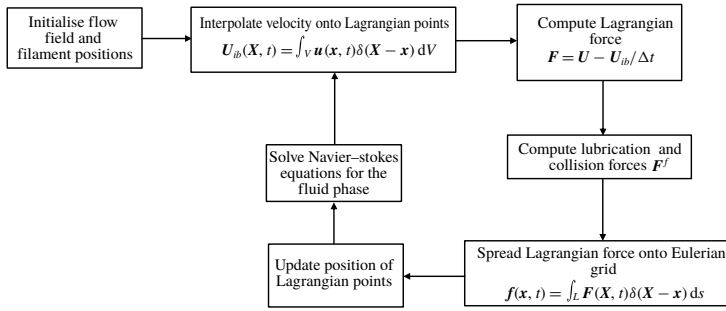 Initialise flow
field and
filament positions
Interpolate velocity onto Lagrangian points
U_ib(X, t) = ∫_V u(x, t)δ(X − x) dV
Compute Lagrangian
force
F = U − U_ib/Δt
Compute lubrication and
collision forces F^f
Spread Lagrangian force onto Eulerian
grid
f(x, t) = ∫_L F(X, t)δ(X − x) ds
Update position of
Lagrangian points
Solve Navier–stokes
equations for the
fluid phase